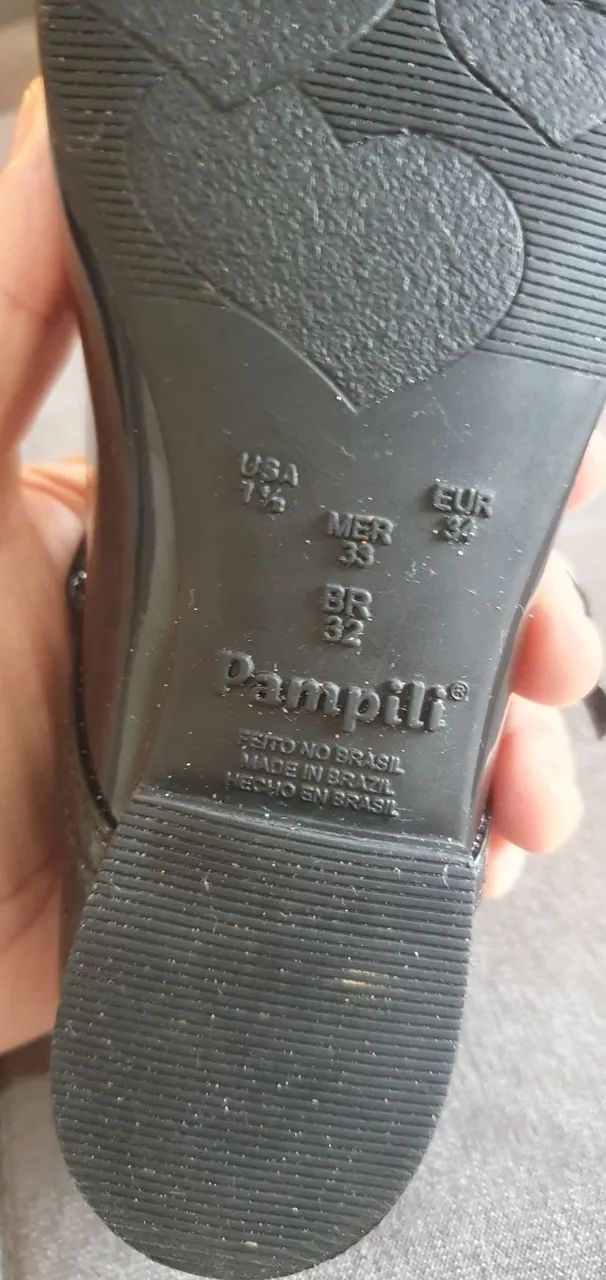 USA
1½
EUR
34
MER
33
BR
32
Pampili®
FEITO NO BRASIL
MADE IN BRAZIL
HECHO EN BRASIL